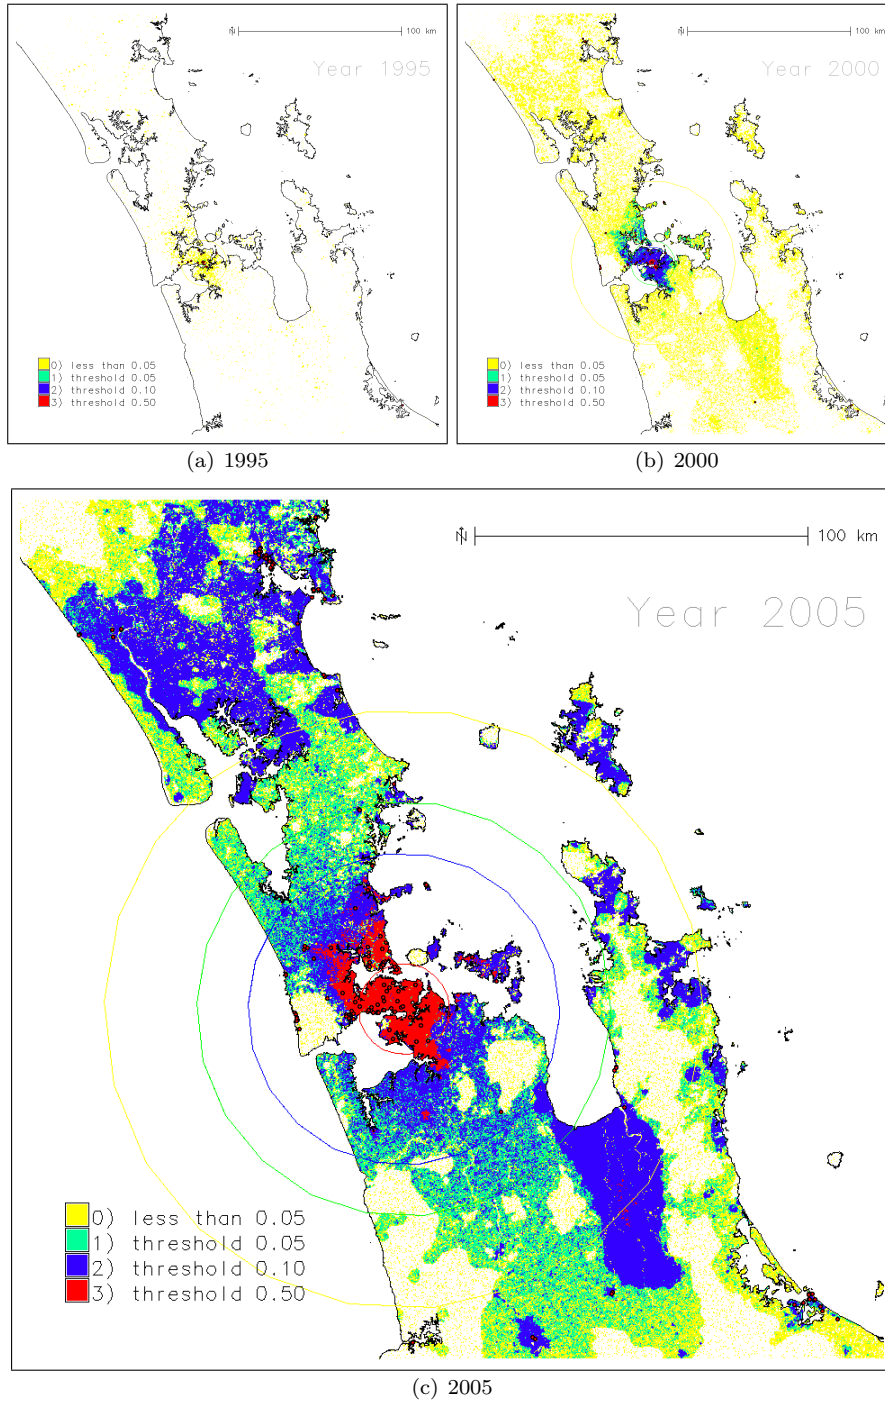 N 100 km
Year 1995
0) less than 0.05
1) threshold 0.05
2) threshold 0.10
3) threshold 0.50
(a) 1995
N 100 km
Year 2000
0) less than 0.05
1) threshold 0.05
2) threshold 0.10
3) threshold 0.50
(b) 2000
N 100 km
Year 2005
0) less than 0.05
1) threshold 0.05
2) threshold 0.10
3) threshold 0.50
(c) 2005